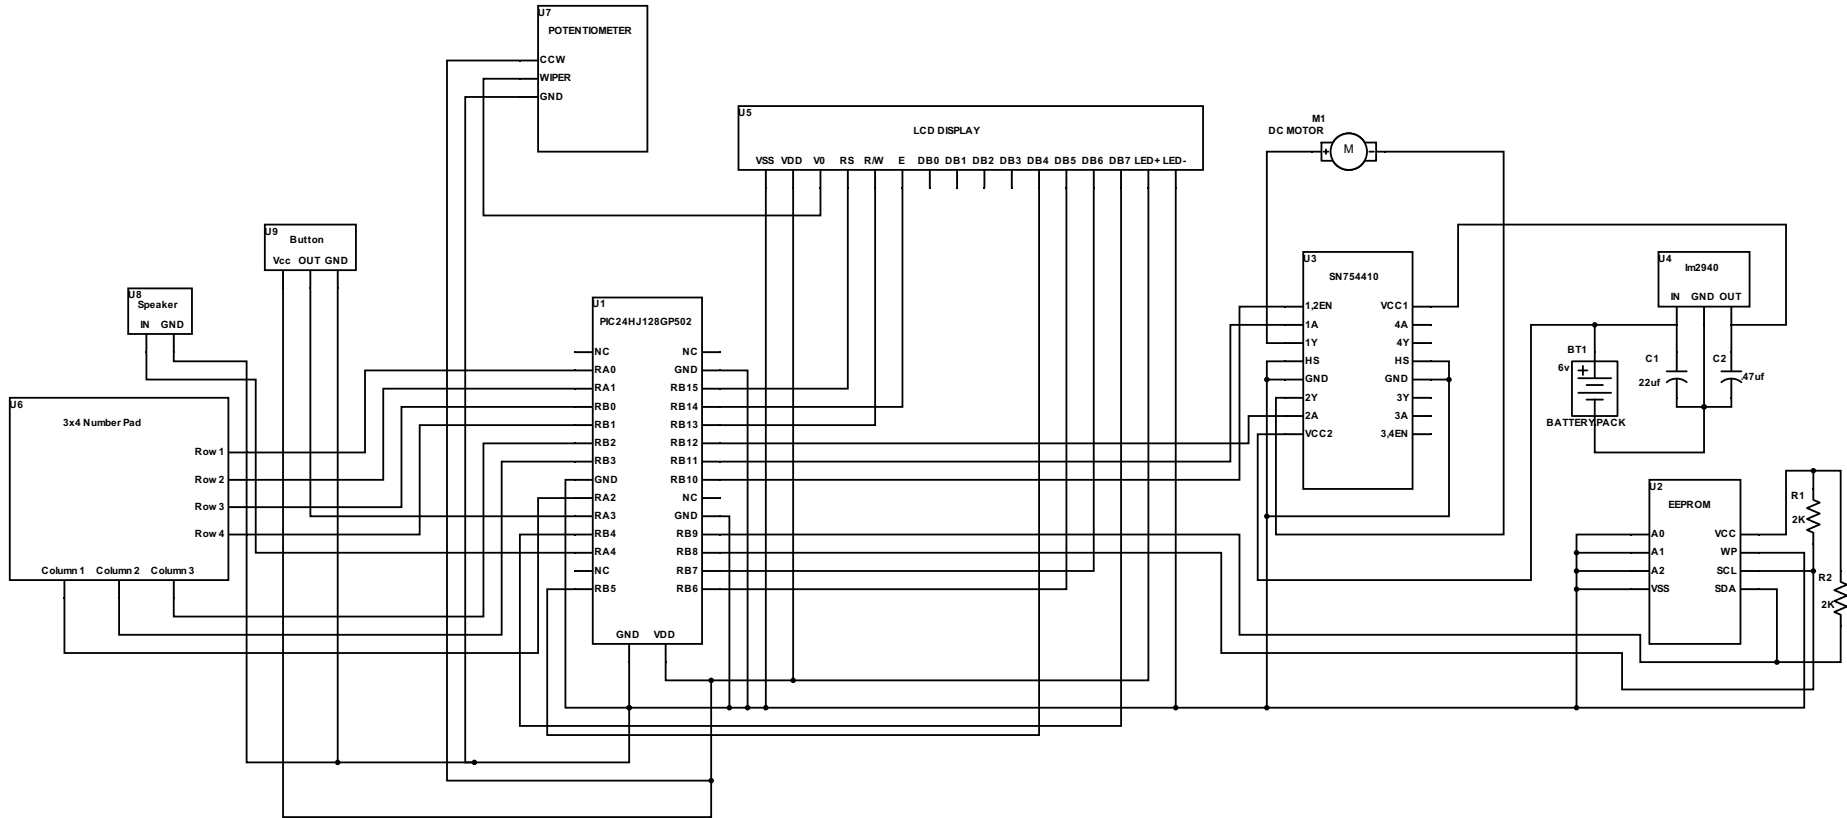 U7
POTENTIOMETER
CCW
WIPER
GND
U5
LCD DISPLAY
VSS VDD V0 RS R/W E DB0 DB1 DB2 DB3 DB4 DB5 DB6 DB7 LED+ LED-
M1
DC MOTOR
+ M -
U9
Button
Vcc OUT GND
U8
Speaker
IN GND
U6
3x4 Number Pad
Row 1
Row 2
Row 3
Row 4
Column 1 Column 2 Column 3
U1
PIC24HJ128GP502
NC NC
RA0 GND
RA1 RB15
RB0 RB14
RB1 RB13
RB2 RB12
RB3 RB11
GND RB10
RA2 NC
RA3 GND
RB4 RB9
RA4 RB8
NC RB7
RB5 RB6
GND VDD
U3
SN754410
1,2EN VCC1
1A 4A
1Y 4Y
HS HS
GND GND
2Y 3Y
2A 3A
VCC2 3,4EN
U4
lm2940
IN GND OUT
BT1
6v +
BATTERY PACK
C1
22uf
C2
.47uf
U2
EEPROM
A0 VCC
A1 WP
A2 SCL
VSS SDA
R1
2K
R2
2K